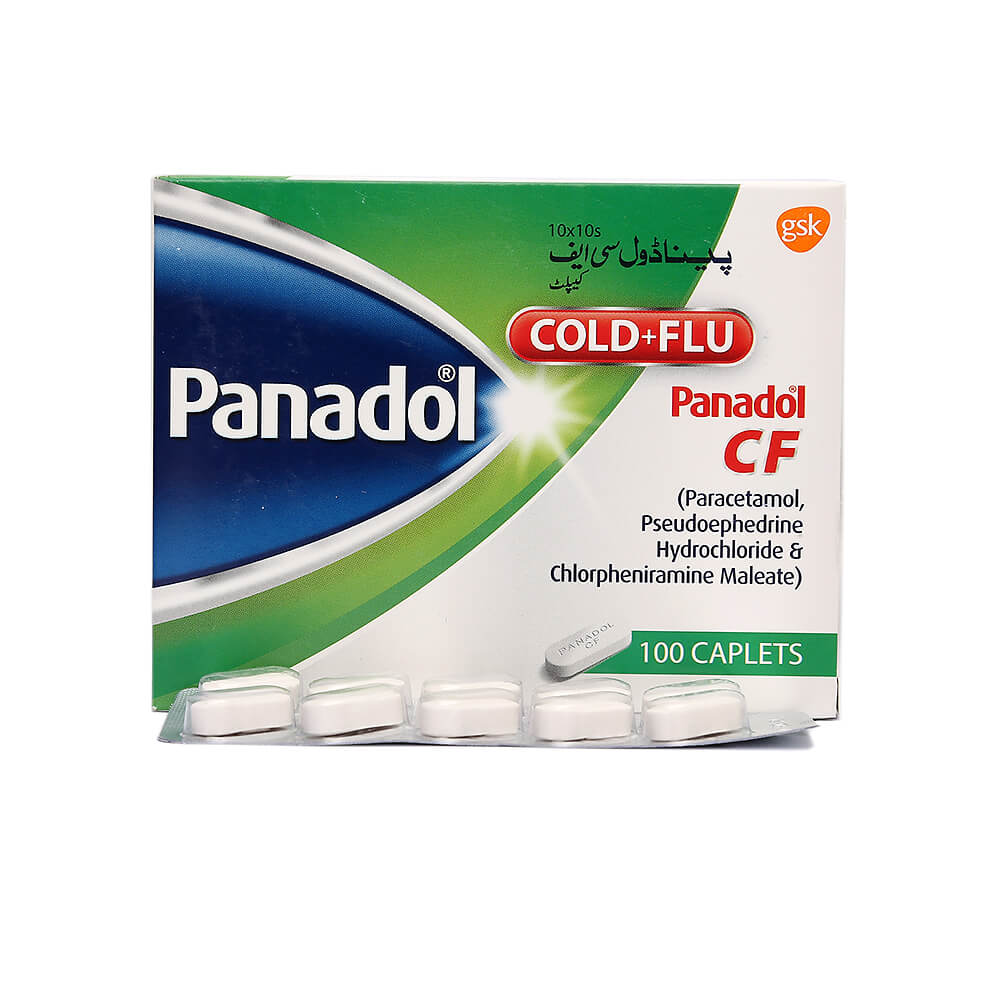 10x10s
پیناڈول سی ایف
کیپلٹ
gsk
COLD+FLU
Panadol®
Panadol®
CF
(Paracetamol,
Pseudoephedrine
Hydrochloride &
Chlorpheniramine Maleate)
PANADOL
CF
100 CAPLETS